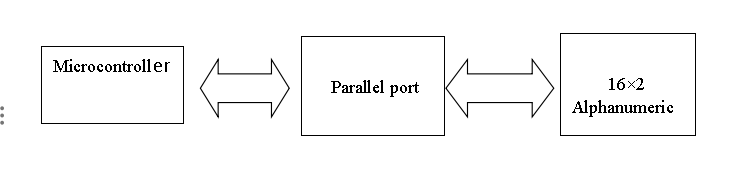 Microcontroller
Parallel port
16×2
Alphanumeric